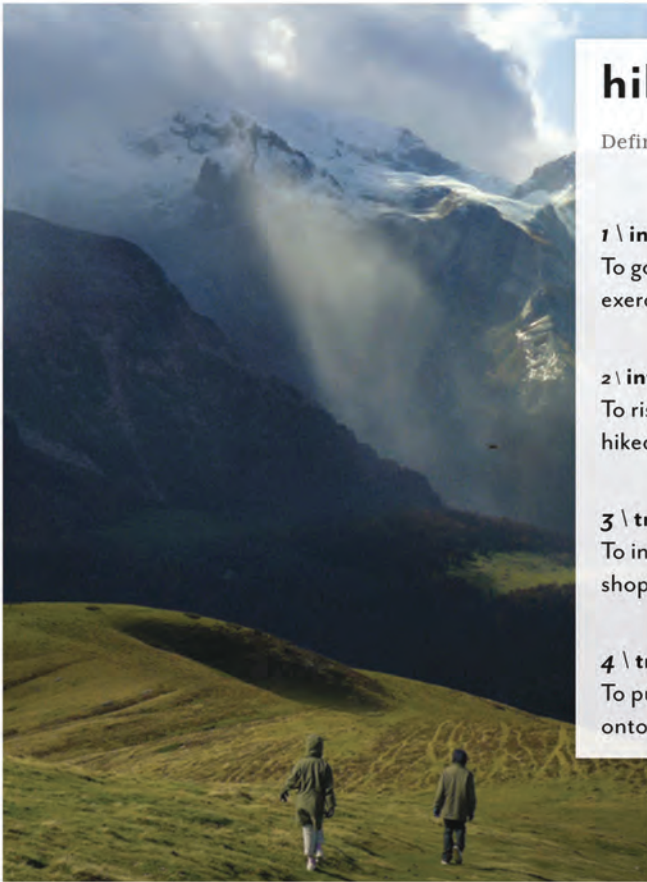 hi
Defin
1 \ in
To go
exerc
2 \ in
To ris
hiked
3 \ tr
To in
shop
4 \ tr
To pu
onto